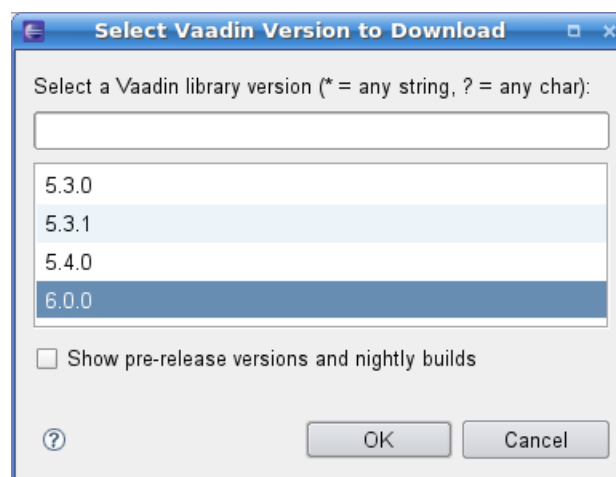 Select Vaadin Version to Download
Select a Vaadin library version (* = any string, ? = any char):
5.3.0
5.3.1
5.4.0
6.0.0
Show pre-release versions and nightly builds
?
OK
Cancel